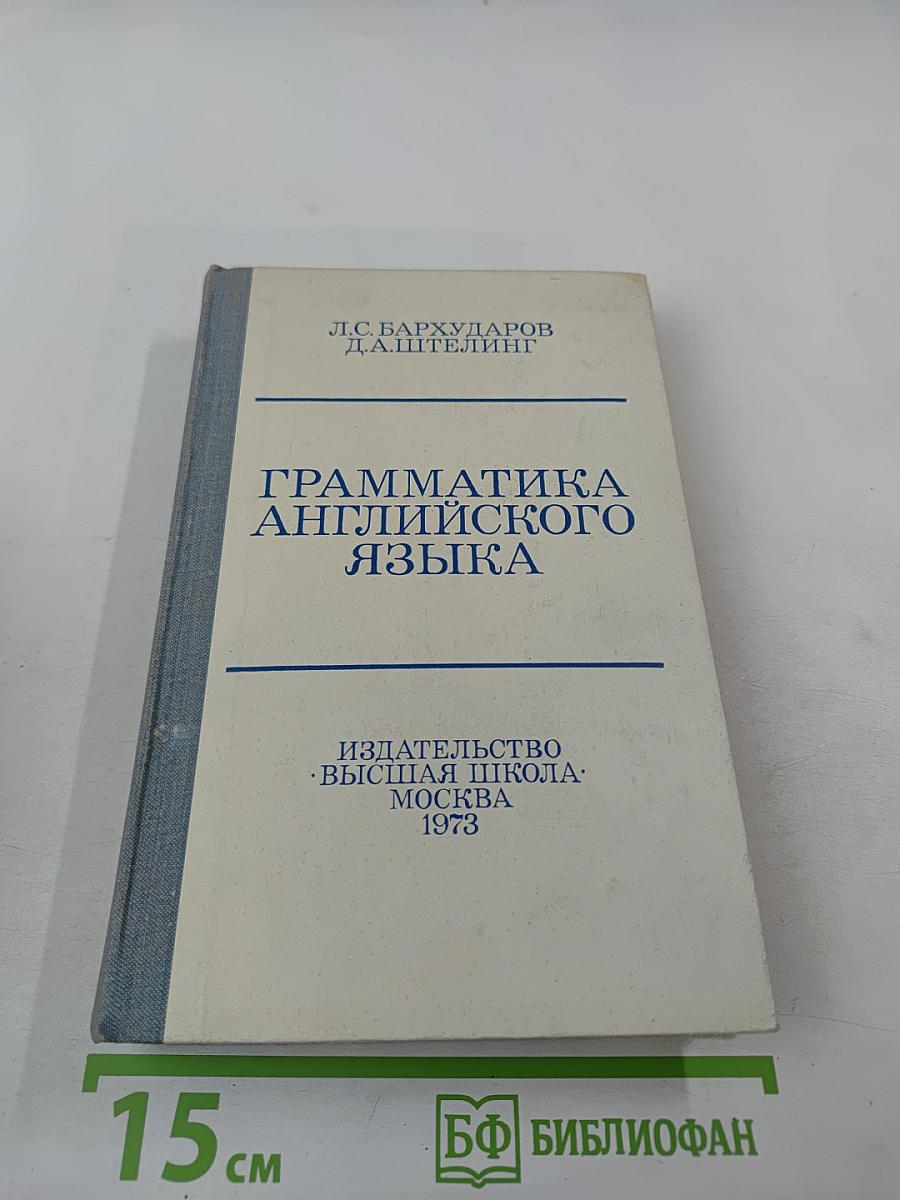 Л.С. БАРХУДАРОВ
Д.А.ШТЕЛИНГ
ГРАММАТИКА
АНГЛИЙСКОГО
ЯЗЫКА
ИЗДАТЕЛЬСТВО
·ВЫСШАЯ ШКОЛА·
МОСКВА
1973
15 см
БФ БИБЛИОФАН